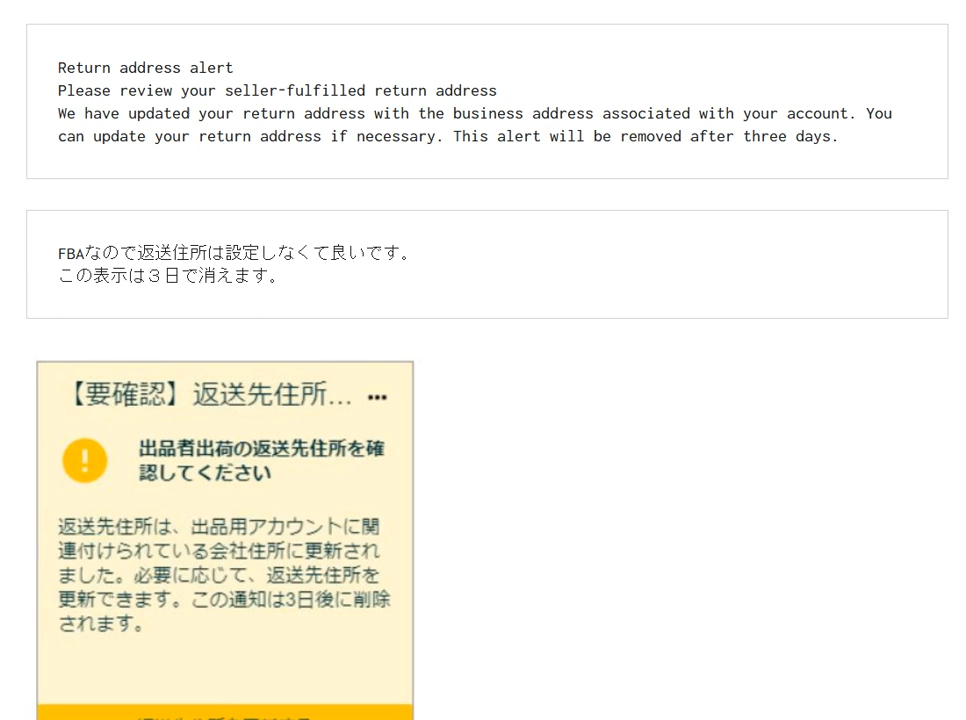 Return address alert
Please review your seller-fulfilled return address
We have updated your return address with the business address associated with your account. You
can update your return address if necessary. This alert will be removed after three days.
FBAなので返送住所は設定しなくて良いです。
この表示は３日で消えます。
【要確認】返送先住所... •••
出品者出荷の返送先住所を確
認してください
返送先住所は、出品用アカウントに関
連付けられている会社住所に更新され
ました。必要に応じて、返送先住所を
更新できます。この通知は3日後に削除
されます。